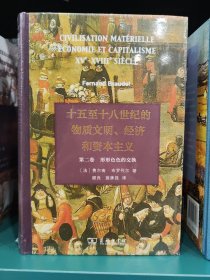 CIVILISATION MATÉRIELLE
ÉCONOMIE ET CAPITALISME
XVe-XVIIIe SIÈCLE
Fernand Braudel
十五至十八世纪的
物质文明、经济
和资本主义
第二卷 形形色色的交换
〔法〕费尔南·布罗代尔 著
顾良 施康强 译
商务印书馆